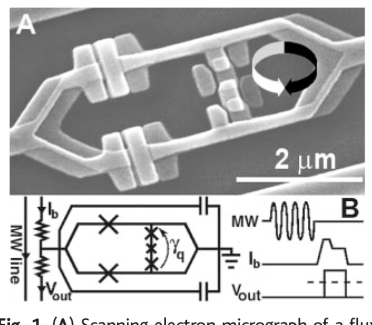 A
2 μm
B
MW line
I_b
V_out
γ_q
MW
I_b
V_out
Fig. 1. (A) Scanning electron micrograph of a flux